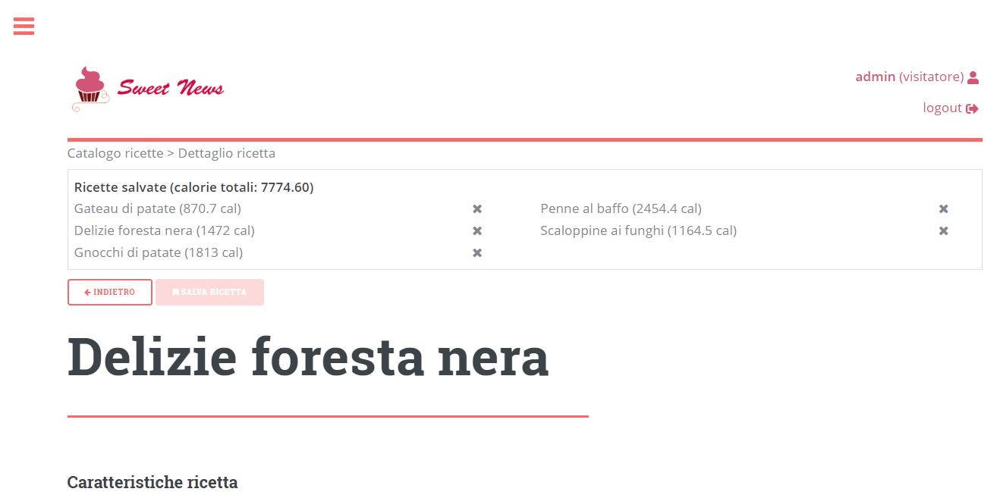 Sweet News
admin (visitatore)
logout
Catalogo ricette > Dettaglio ricetta
Ricette salvate (calorie totali: 7774.60)
Gateau di patate (870.7 cal)
Penne al baffo (2454.4 cal)
Delizie foresta nera (1472 cal)
Scaloppine ai funghi (1164.5 cal)
Gnocchi di patate (1813 cal)
INDIETRO
SALVA RICETTA
Delizie foresta nera
Caratteristiche ricetta